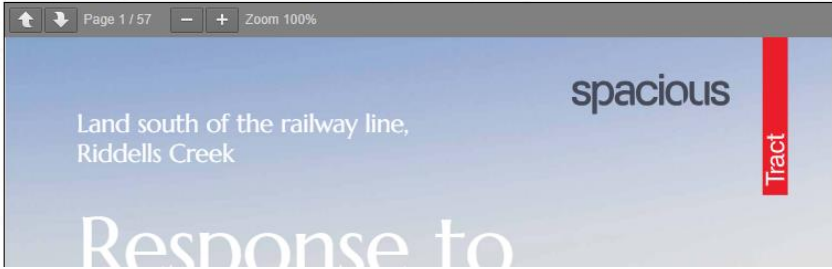 Page 1 / 57 − + Zoom 100%
spacious
Land south of the railway line,
Riddells Creek
Tract
Response to